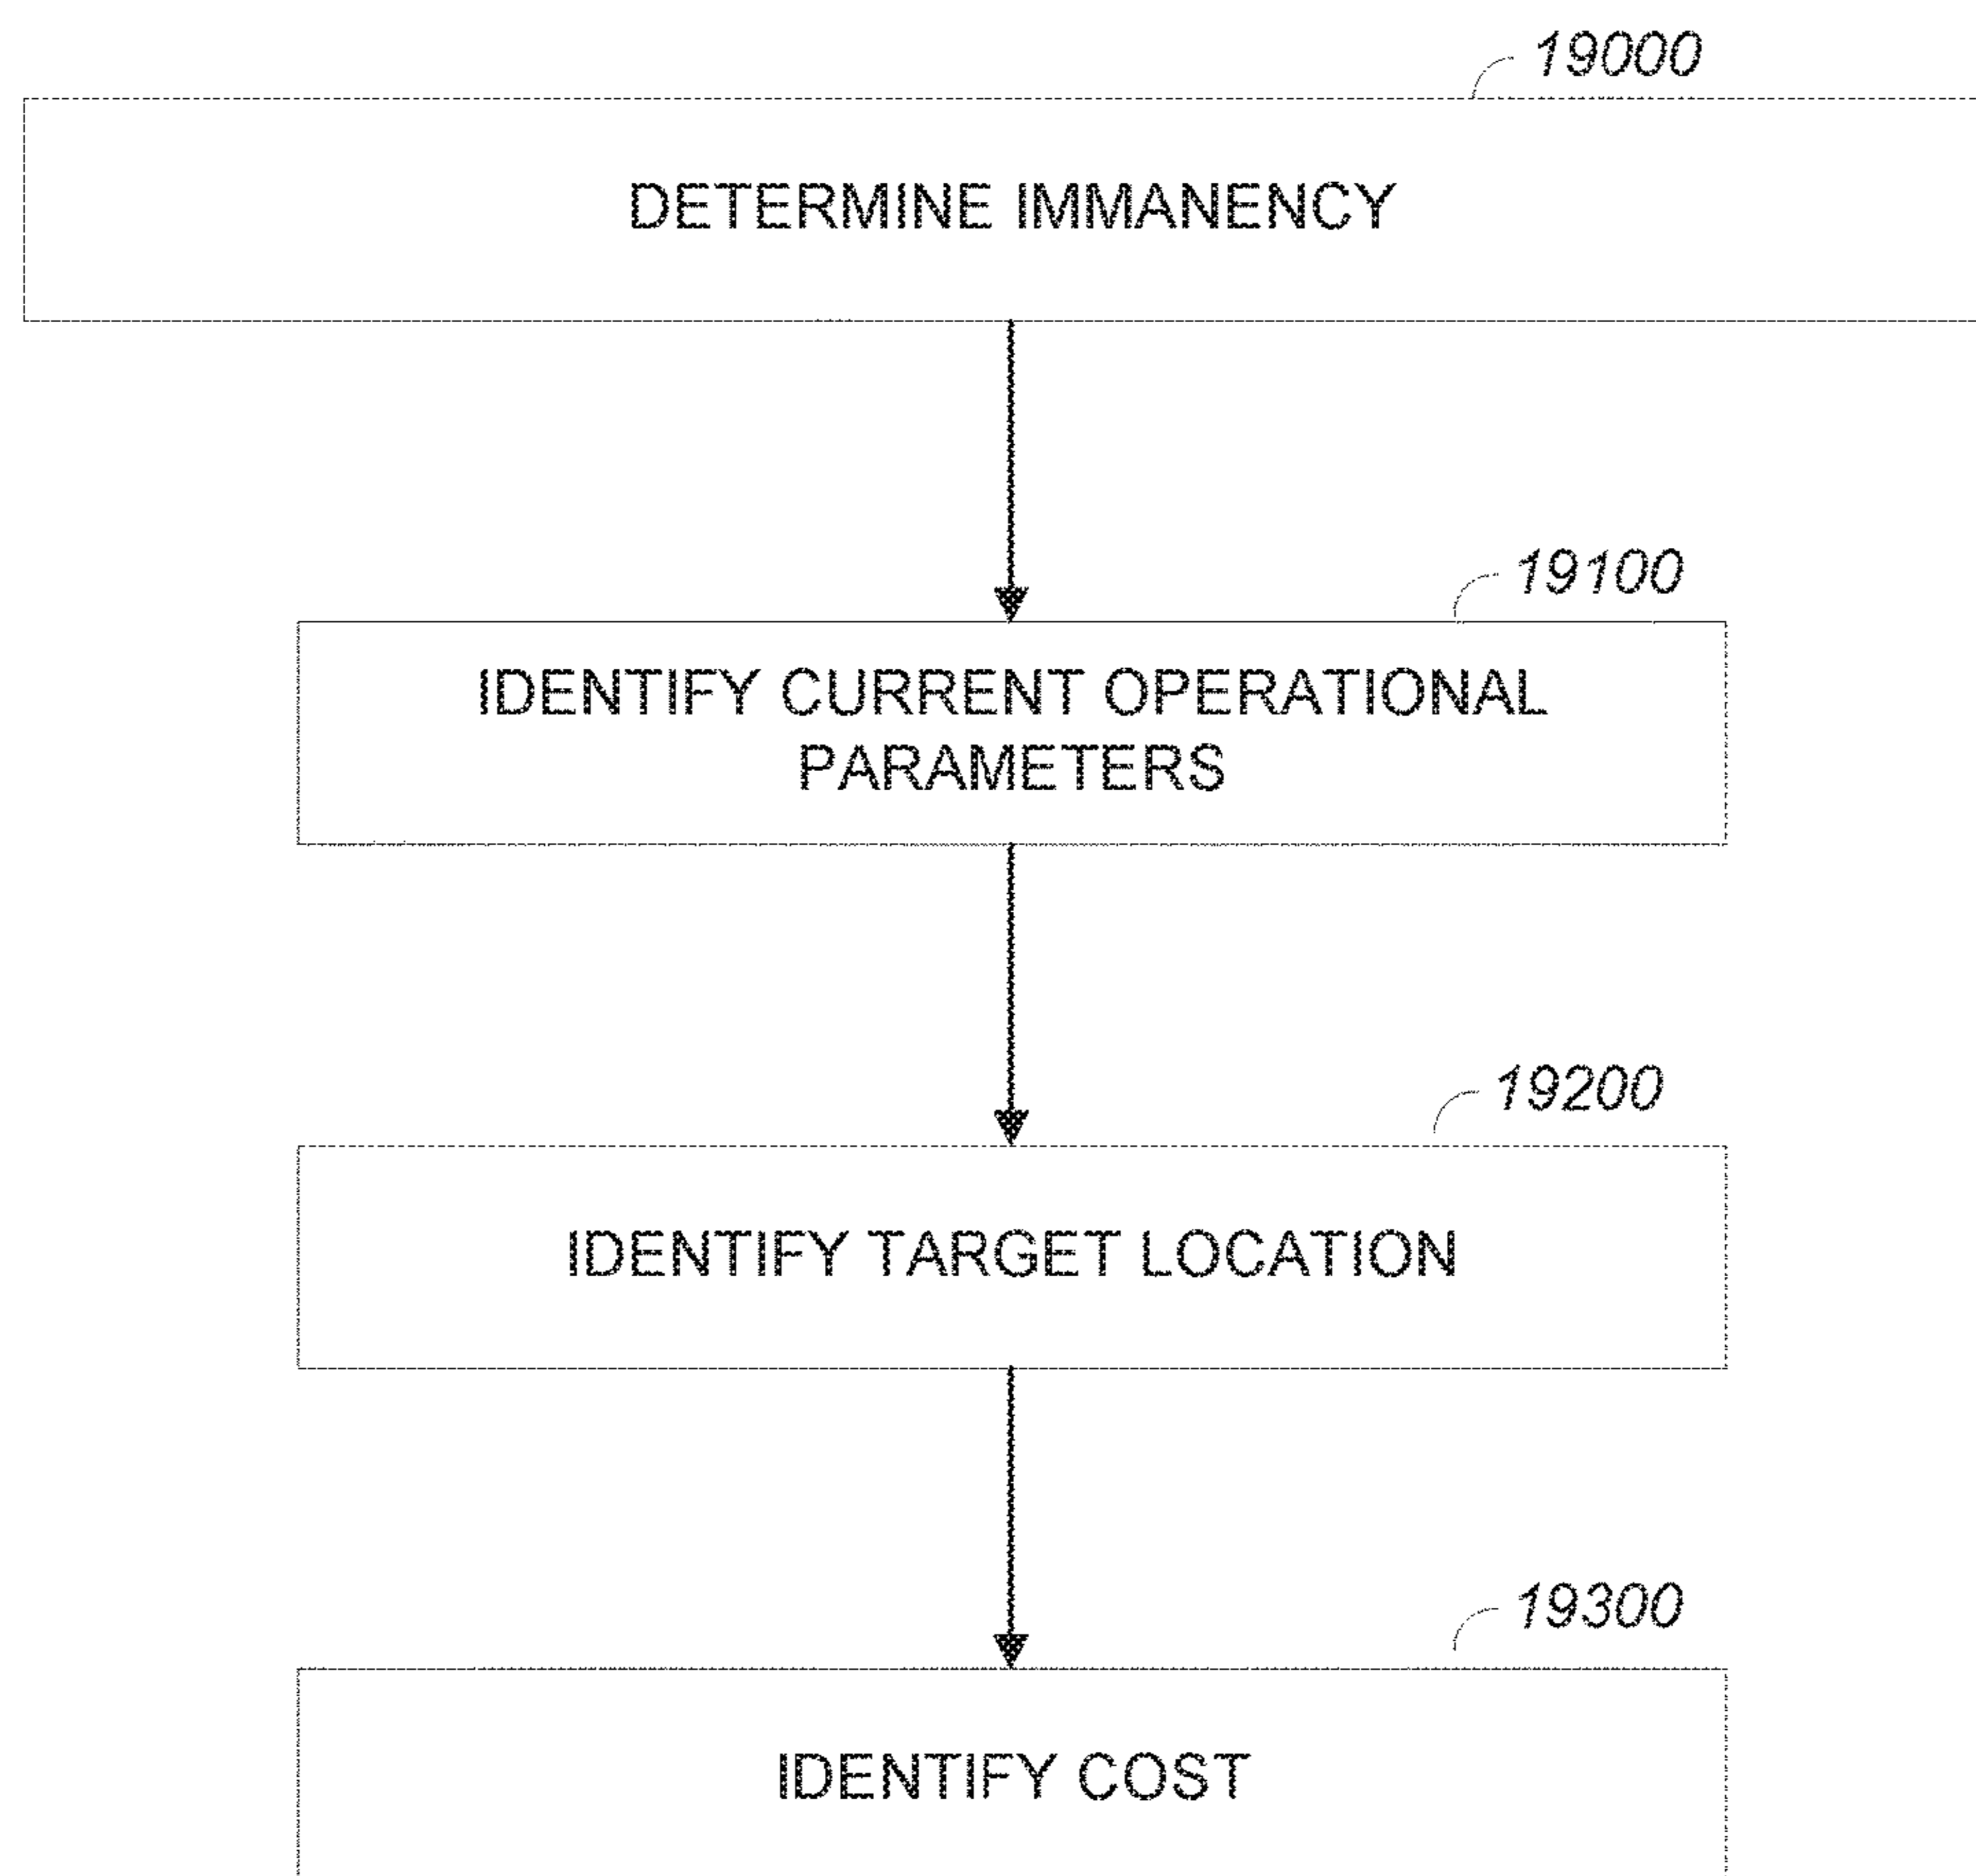 19000
DETERMINE IMMANENCY
19100
IDENTIFY CURRENT OPERATIONAL
PARAMETERS
19200
IDENTIFY TARGET LOCATION
19300
IDENTIFY COST